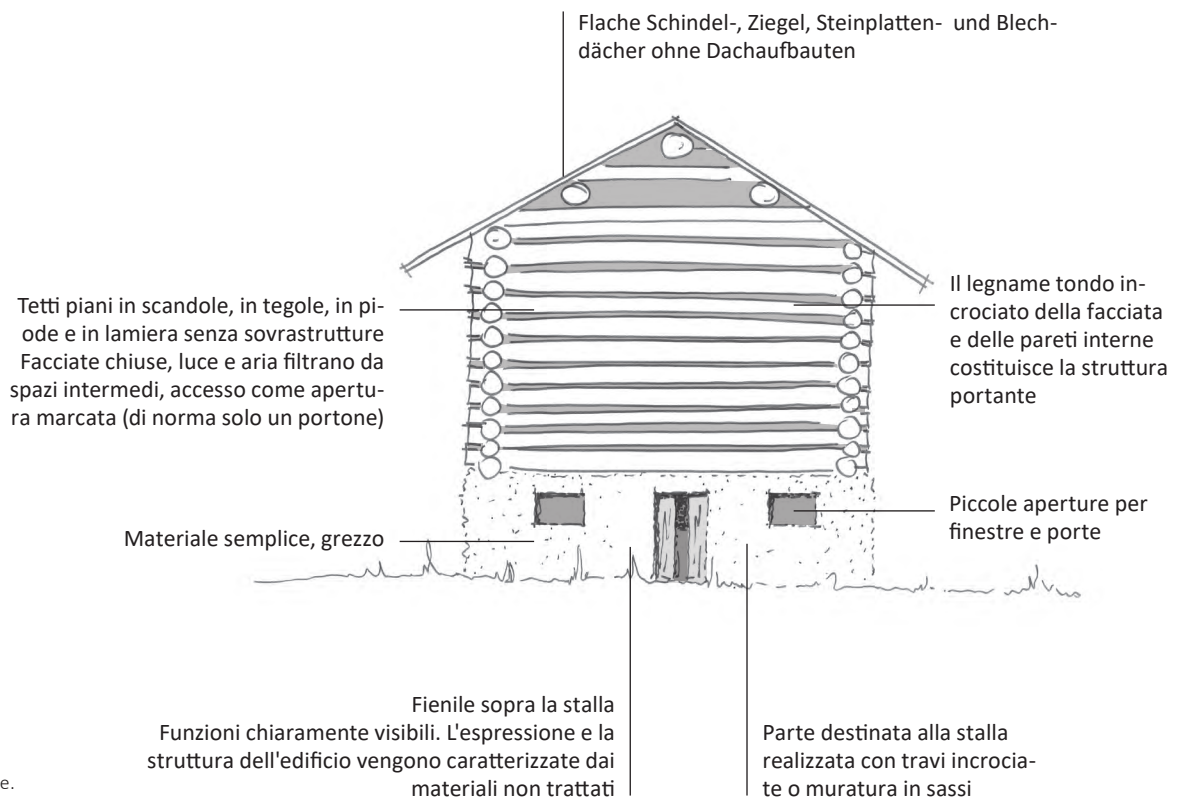 Flache Schindel-, Ziegel, Steinplatten- und Blech-
dächer ohne Dachaufbauten
Tetti piani in scandole, in tegole, in pi-
ode e in lamiera senza sovrastrutture
Facciate chiuse, luce e aria filtrano da
spazi intermedi, accesso come apertu-
ra marcata (di norma solo un portone)
Il legname tondo in-
crociato della facciata
e delle pareti interne
costituisce la struttura
portante
Materiale semplice, grezzo
Piccole aperture per
finestre e porte
Fienile sopra la stalla
Funzioni chiaramente visibili. L'espressione e la
struttura dell'edificio vengono caratterizzate dai
materiali non trattati
Parte destinata alla stalla
realizzata con travi incrocia-
te o muratura in sassi
e.